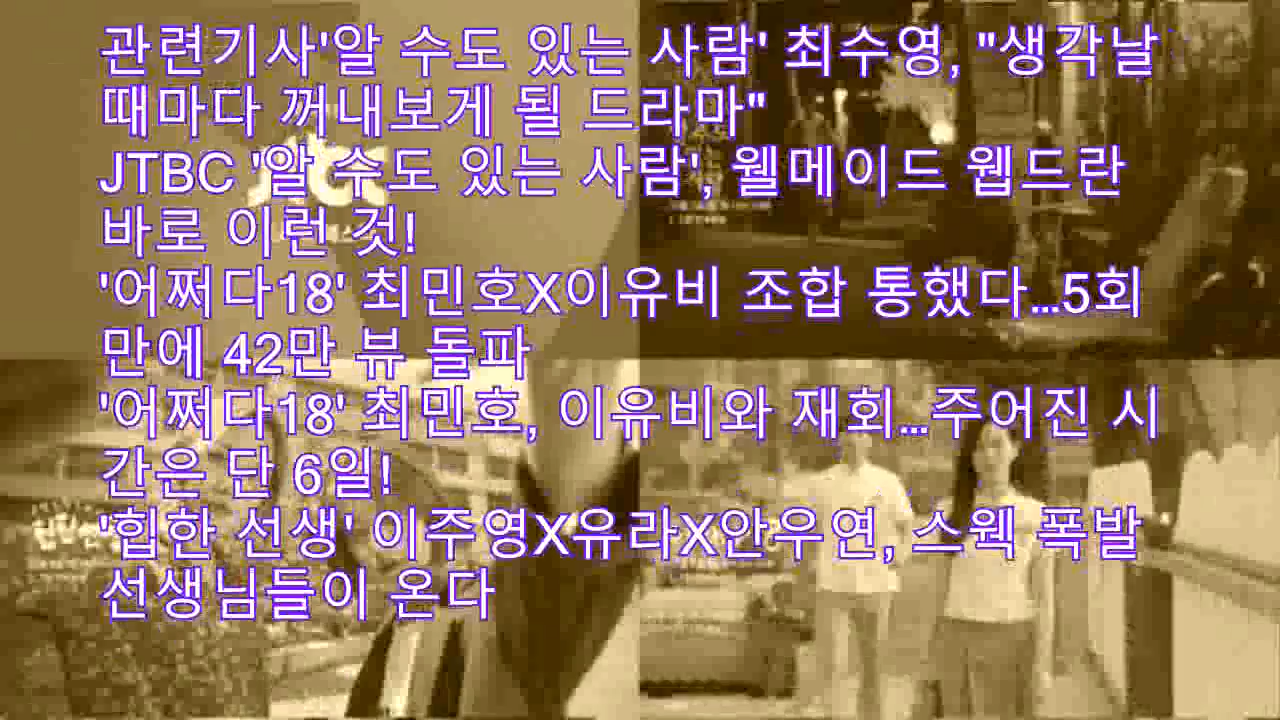 관련기사'알 수도 있는 사람' 최수영, "생각날
때마다 꺼내보게 될 드라마"
JTBC '알 수도 있는 사람', 웰메이드 웹드란
바로 이런 것!
'어쩌다18' 최민호X이유비 조합 통했다…5회
만에 42만 뷰 돌파
'어쩌다18' 최민호, 이유비와 재회…주어진 시
간은 단 6일!
'힙한 선생' 이주영X유라X안우연, 스웩 폭발
선생님들이 온다